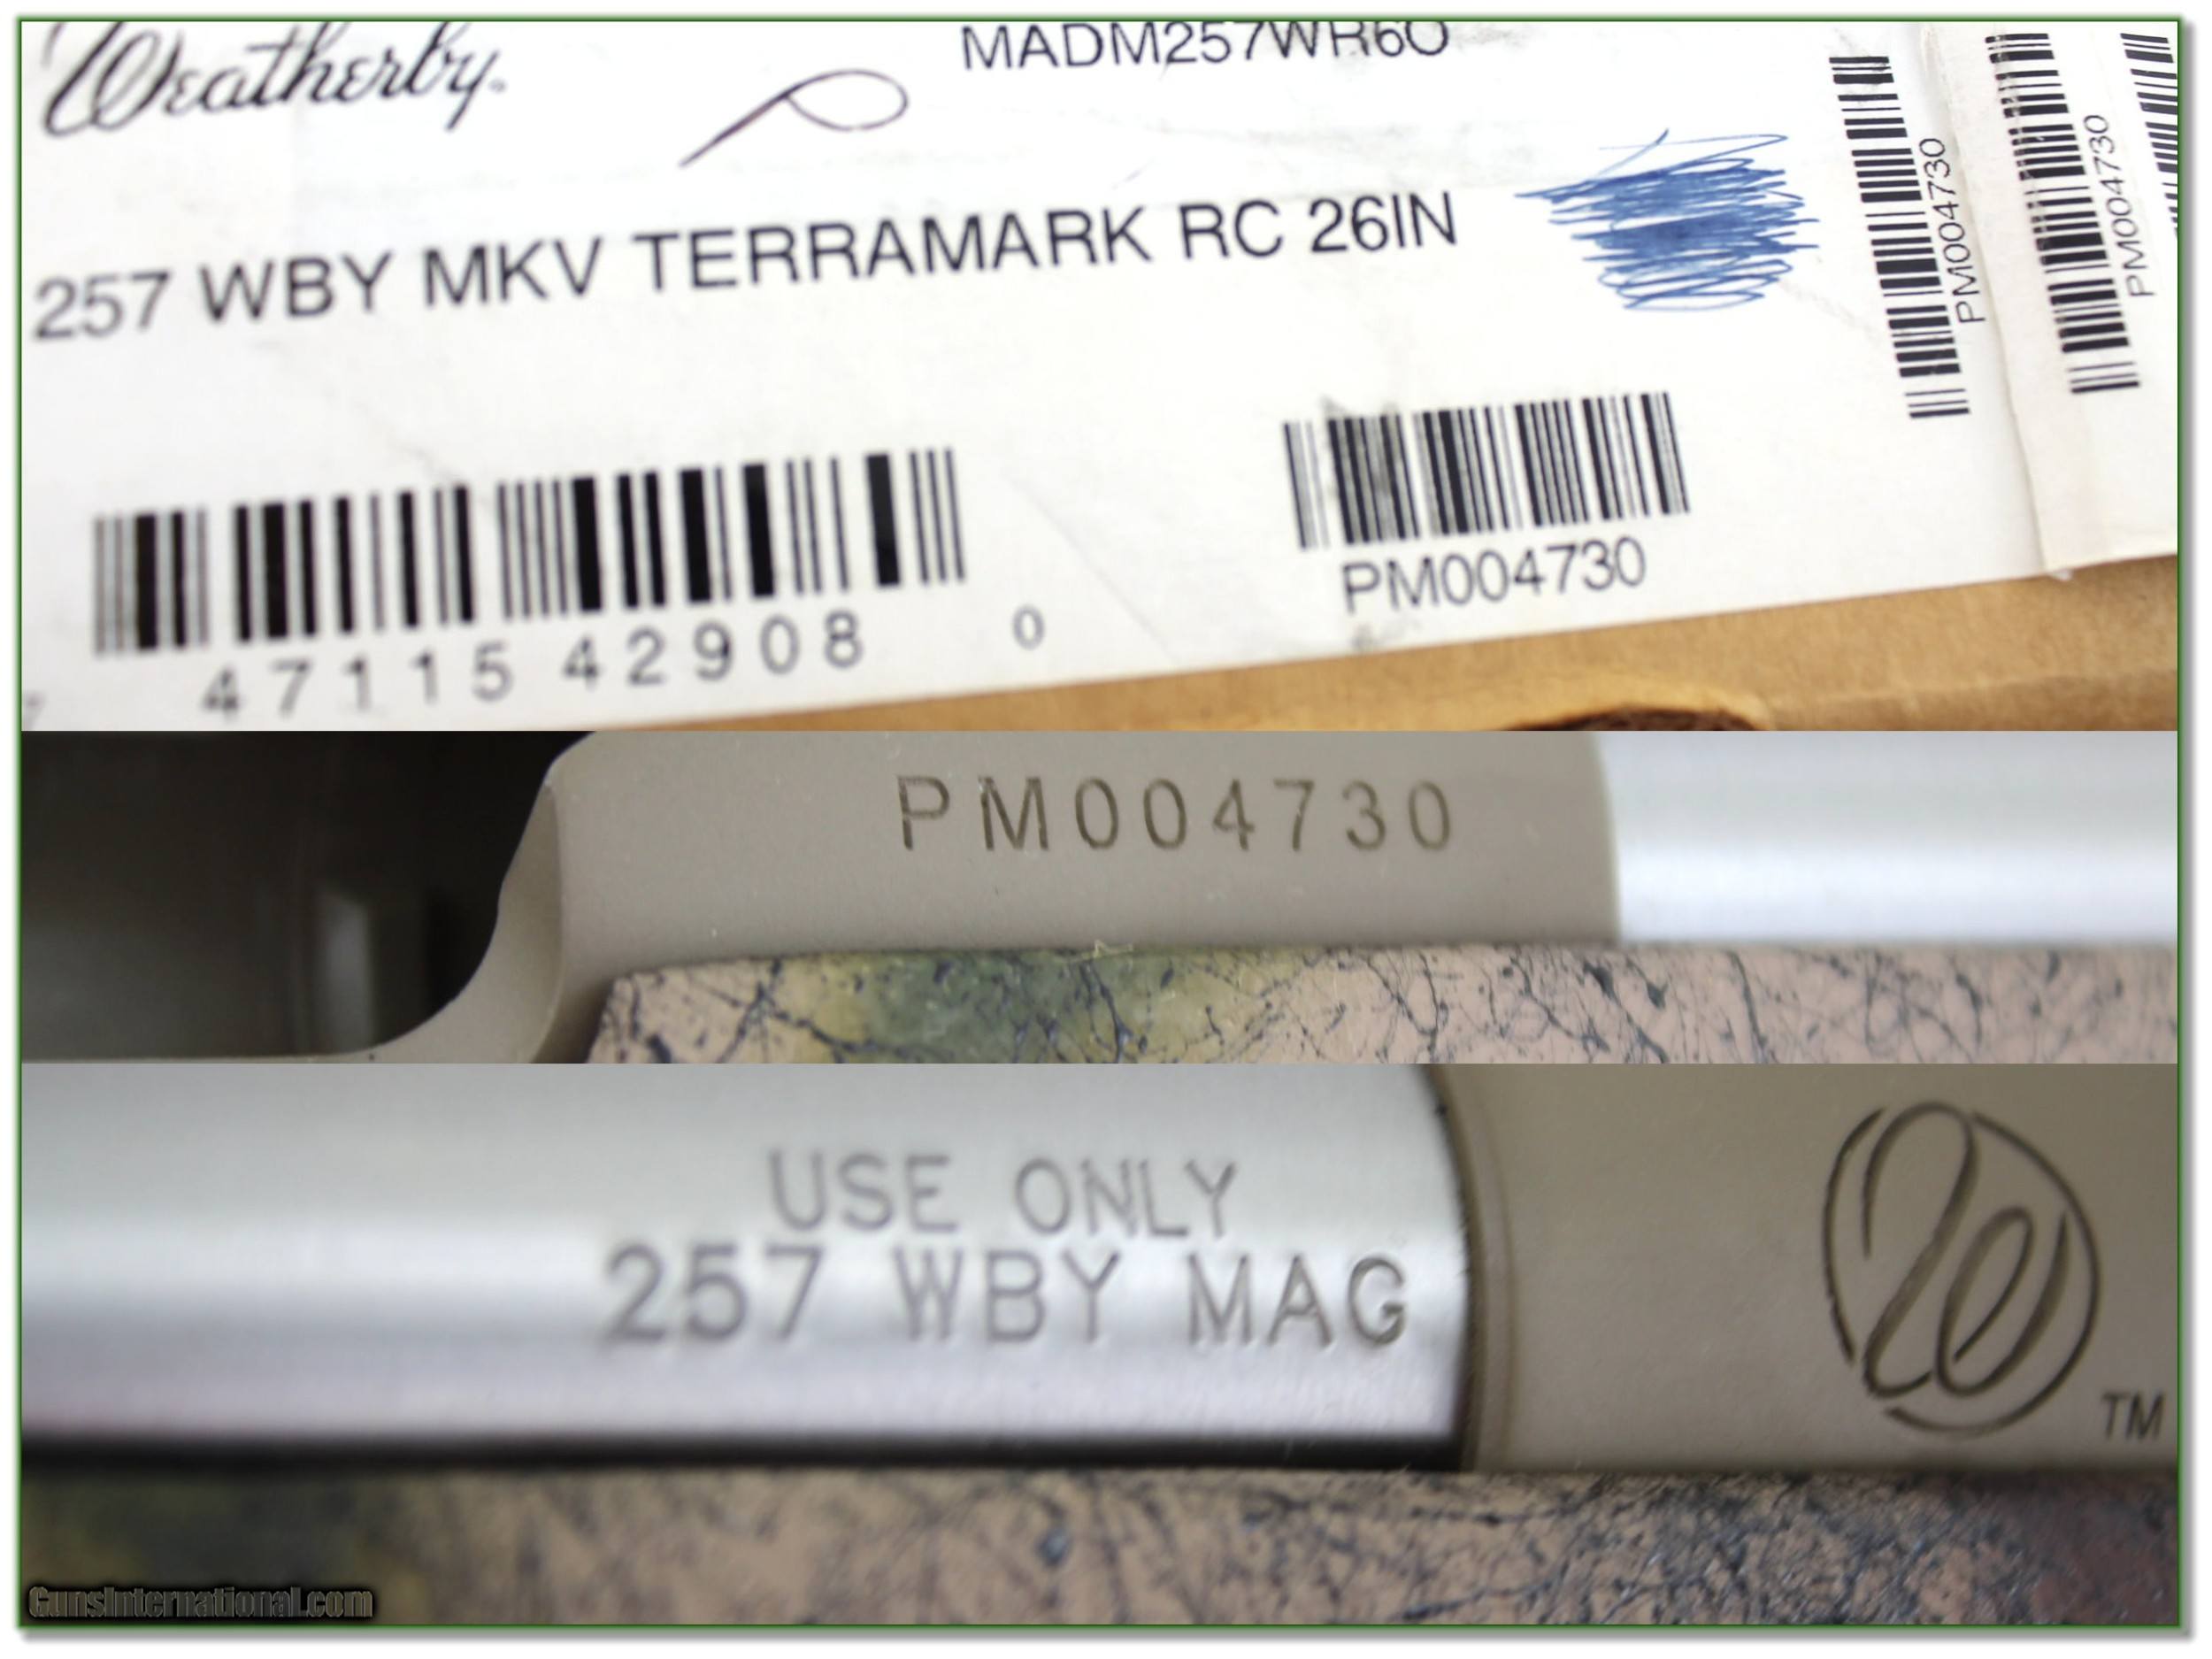 Weatherby
MADM257WR6O
257 WBY MKV TERRAMARK RC 26IN
PM004730
PM004730
47115 42908 0
PM004730
PM004730
USE ONLY
257 WBY MAG
TM
GunsInternational.com